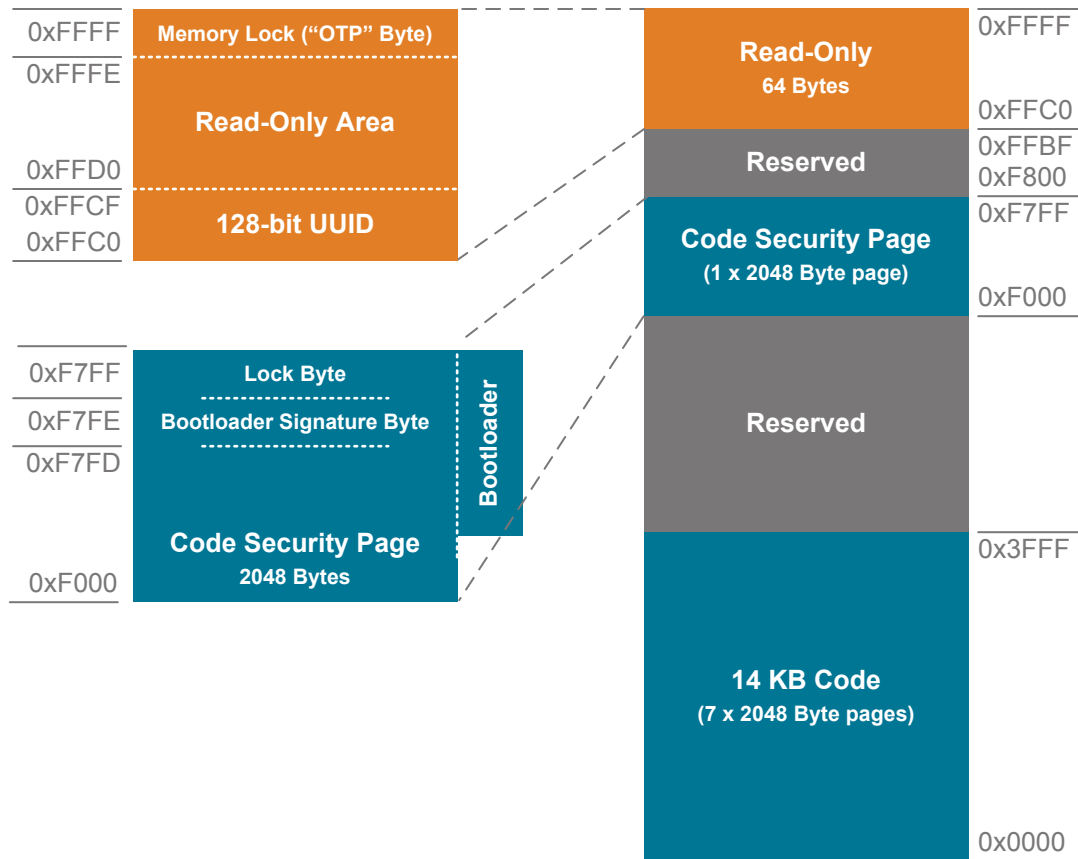 0xFFFF
Memory Lock (“OTP” Byte)
0xFFFE
Read-Only Area
0xFFD0
0xFFCF
128-bit UUID
0xFFC0
0xF7FF
Lock Byte
0xF7FE
Bootloader Signature Byte
0xF7FD
Bootloader
Code Security Page
2048 Bytes
0xF000
0xFFFF
Read-Only
64 Bytes
0xFFC0
0xFFBF
Reserved
0xF800
0xF7FF
Code Security Page
(1 x 2048 Byte page)
0xF000
Reserved
0x3FFF
14 KB Code
(7 x 2048 Byte pages)
0x0000